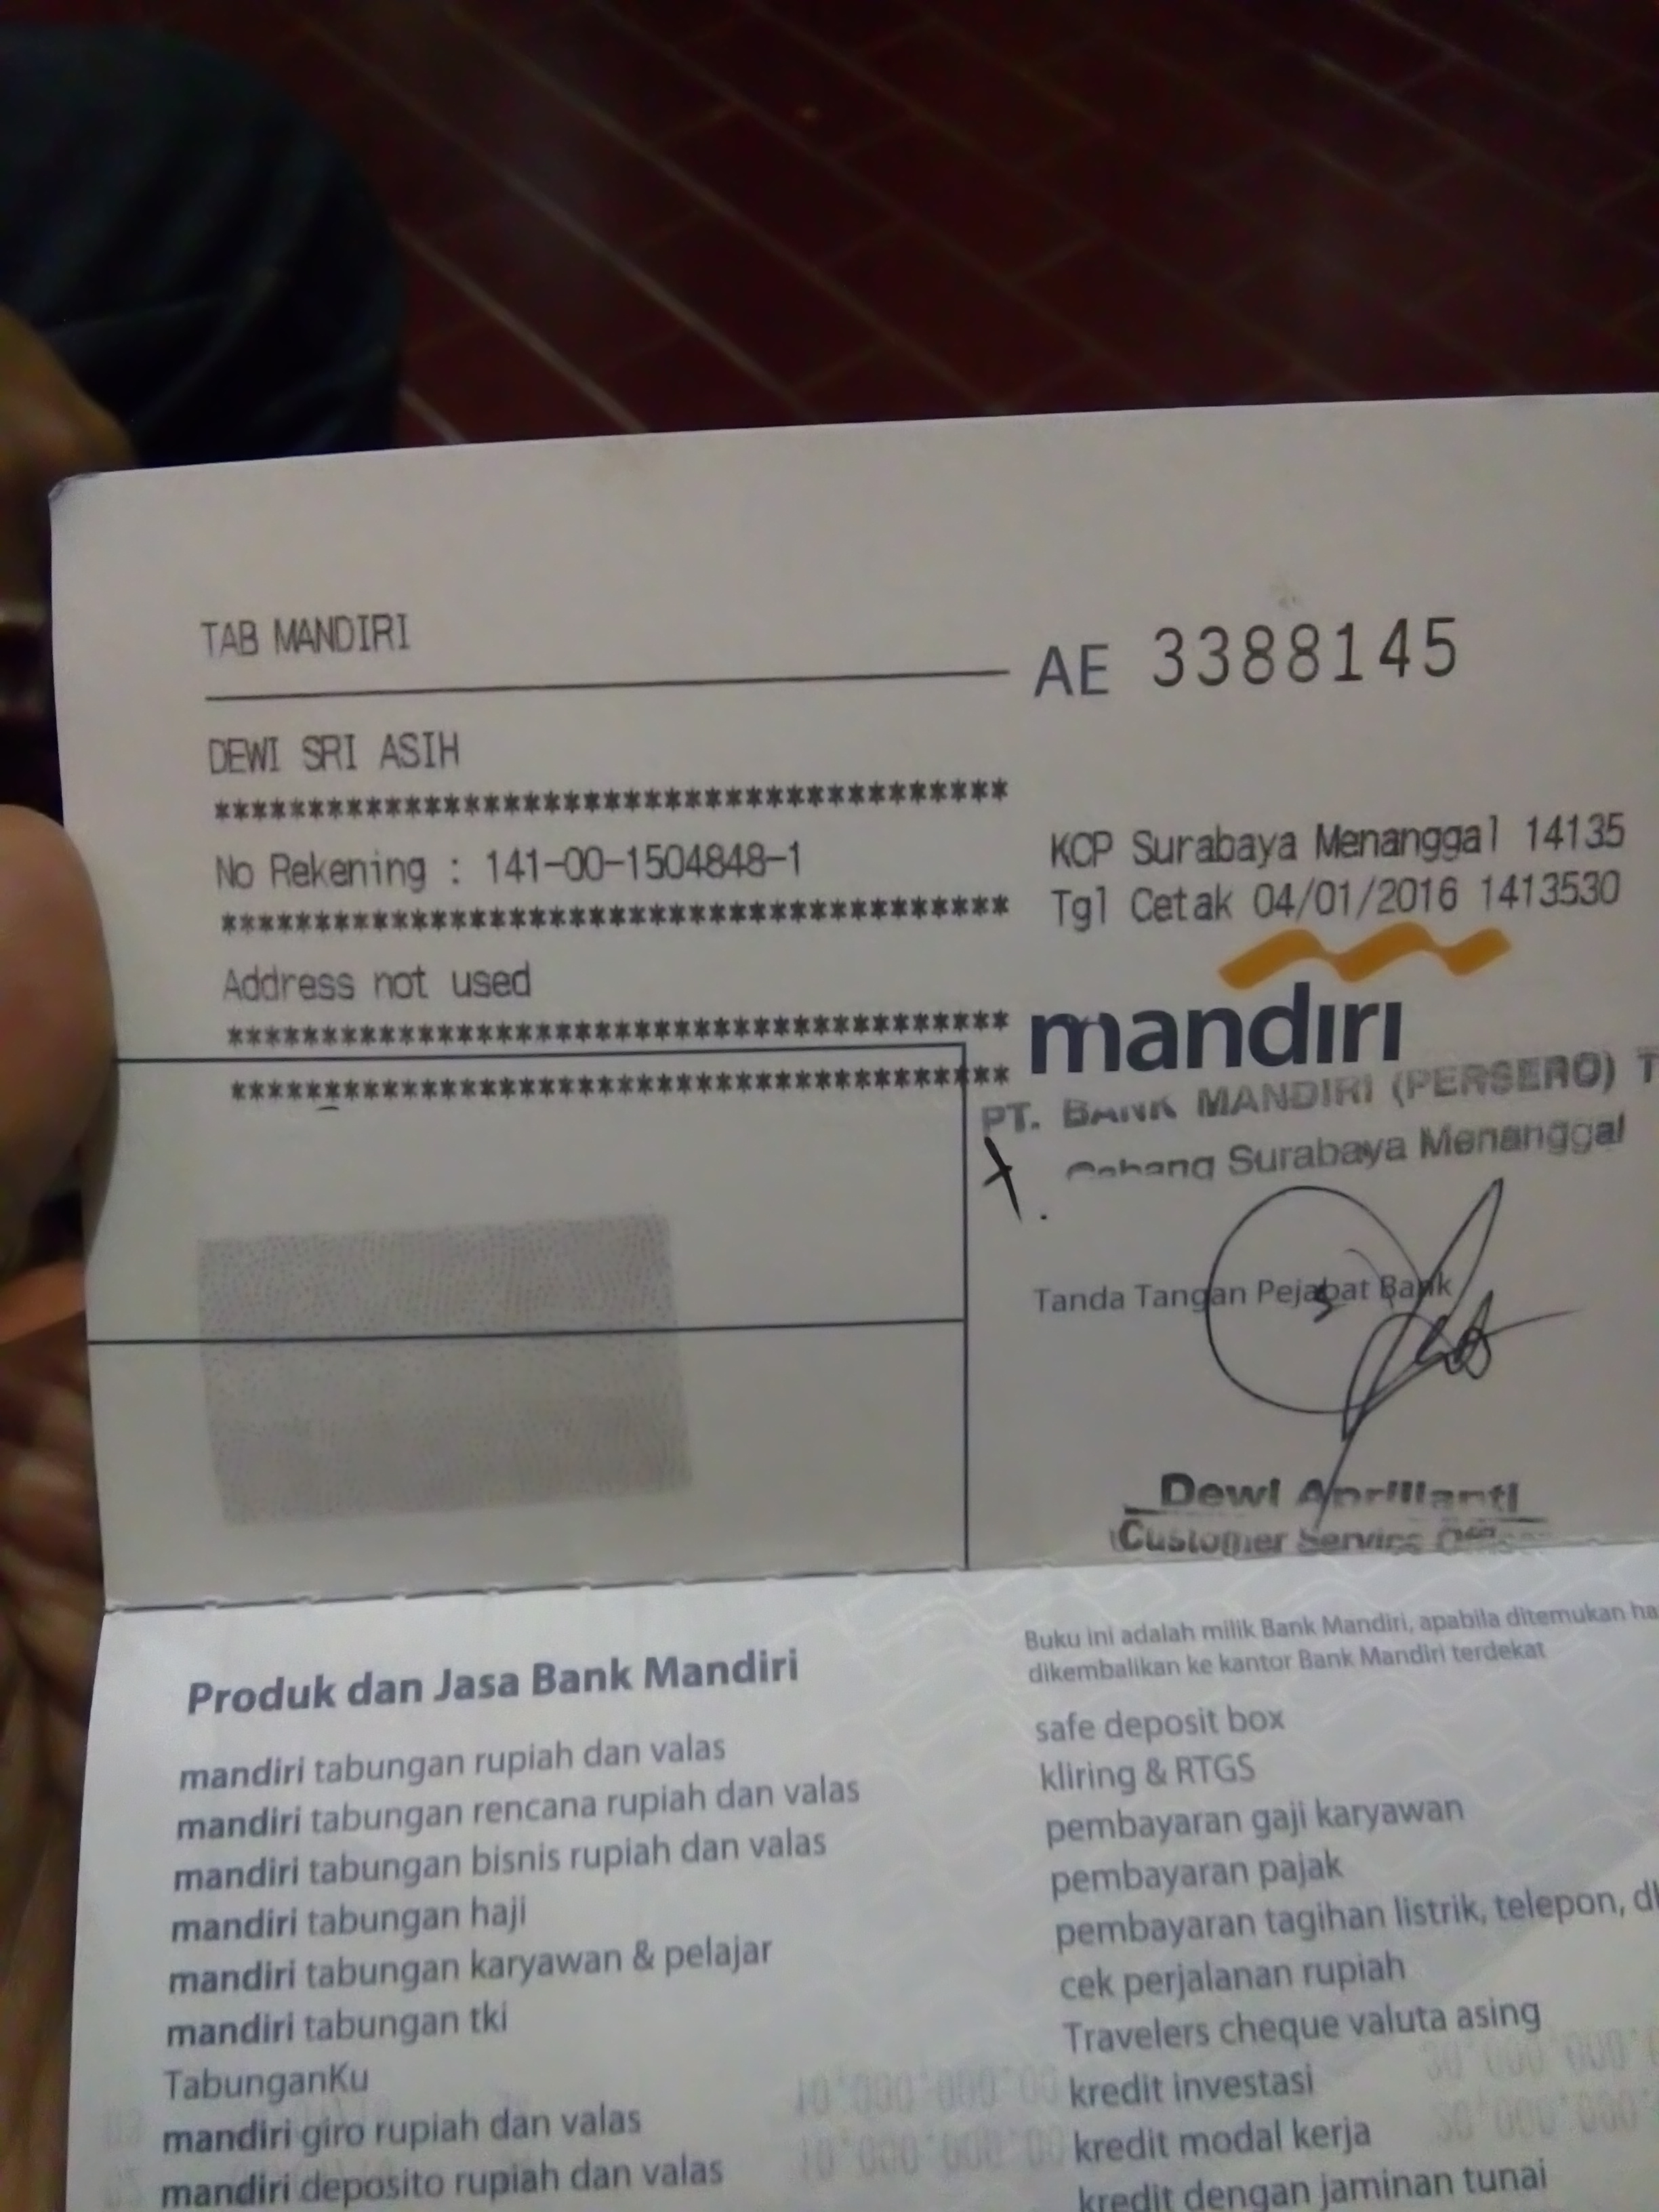 TAB MANDIRI
AE 3388145
DEWI SRI ASIH
**********************************
No Rekening : 141-00-1504848-1
**********************************
Address not used
**********************************
**********************************
KCP Surabaya Menanggal 14135
Tgl Cetak 04/01/2016 1413530
mandiri
PT. BANK MANDIRI (PERSERO) T
Cabang Surabaya Menanggal
Tanda Tangan Pejabat Bank
Dewi Aprillianti
Customer Service
Produk dan Jasa Bank Mandiri
mandiri tabungan rupiah dan valas
mandiri tabungan rencana rupiah dan valas
mandiri tabungan bisnis rupiah dan valas
mandiri tabungan haji
mandiri tabungan karyawan & pelajar
mandiri tabungan tki
TabunganKu
mandiri giro rupiah dan valas
mandiri deposito rupiah dan valas
Buku ini adalah milik Bank Mandiri, apabila ditemukan ha
dikembalikan ke kantor Bank Mandiri terdekat
safe deposit box
kliring & RTGS
pembayaran gaji karyawan
pembayaran pajak
pembayaran tagihan listrik, telepon, dl
cek perjalanan rupiah
Travelers cheque valuta asing
kredit investasi
kredit modal kerja
kredit dengan jaminan tunai